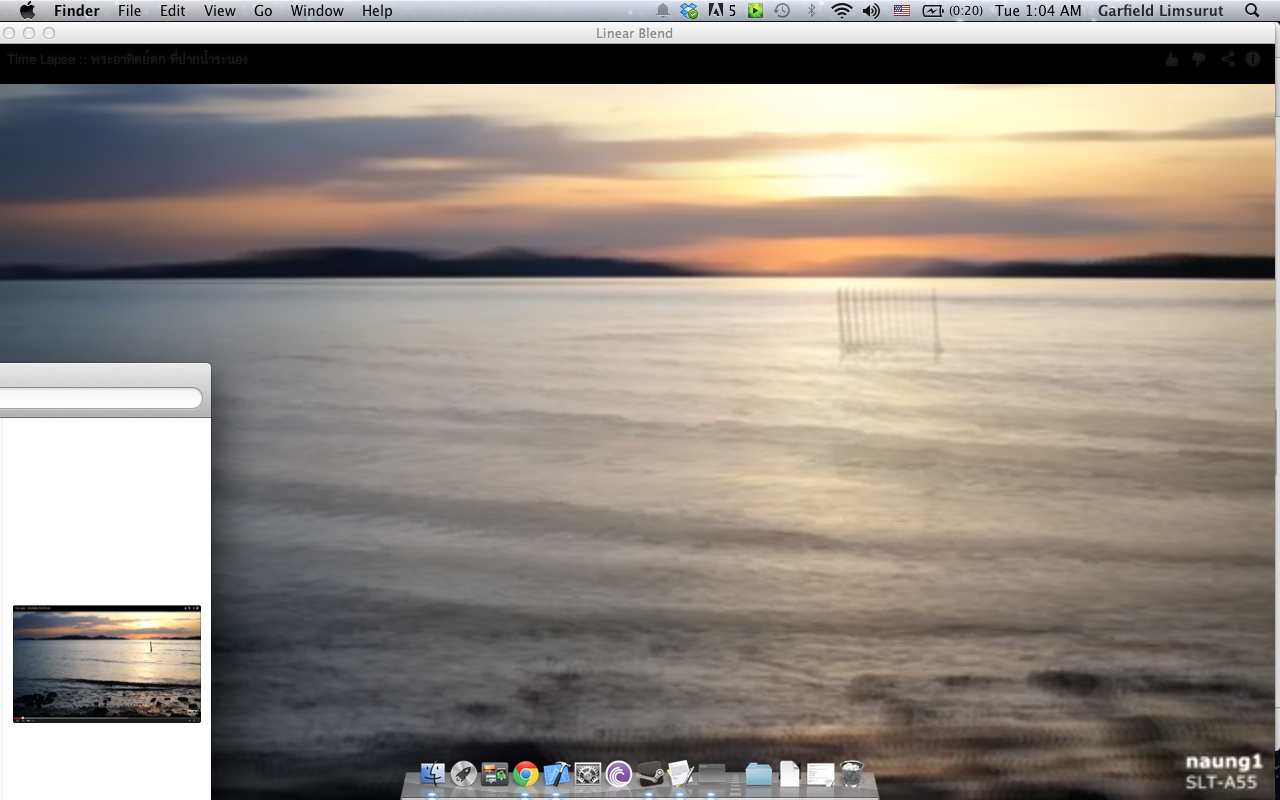 Finder File Edit View Go Window Help 5 (0:20) Tue 1:04 AM Garfield Limsurut
Linear Blend
Time Lapse :: พระอาทิตย์ตก ที่ปากน้ำระนอง
naung1
SLT-A55